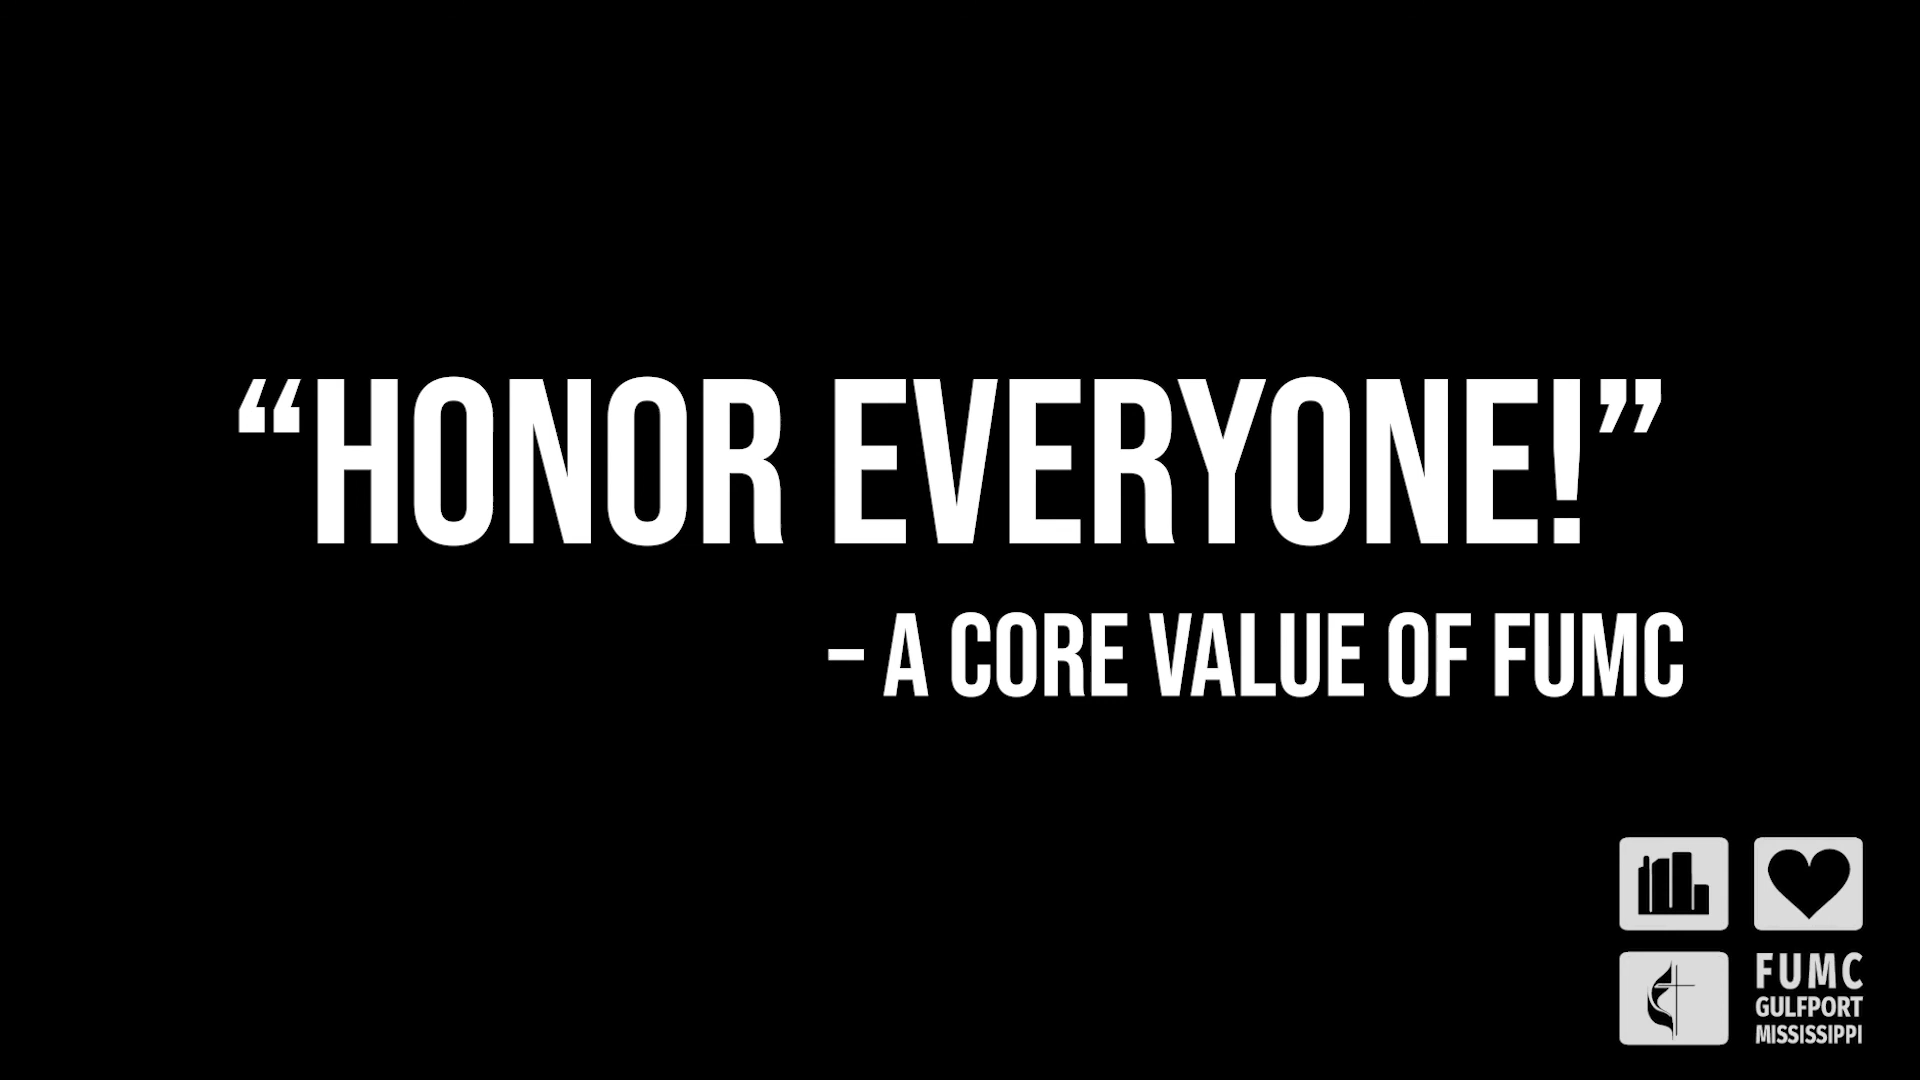 “HONOR EVERYONE!”
– A CORE VALUE OF FUMC
FUMC
GULFPORT
MISSISSIPPI